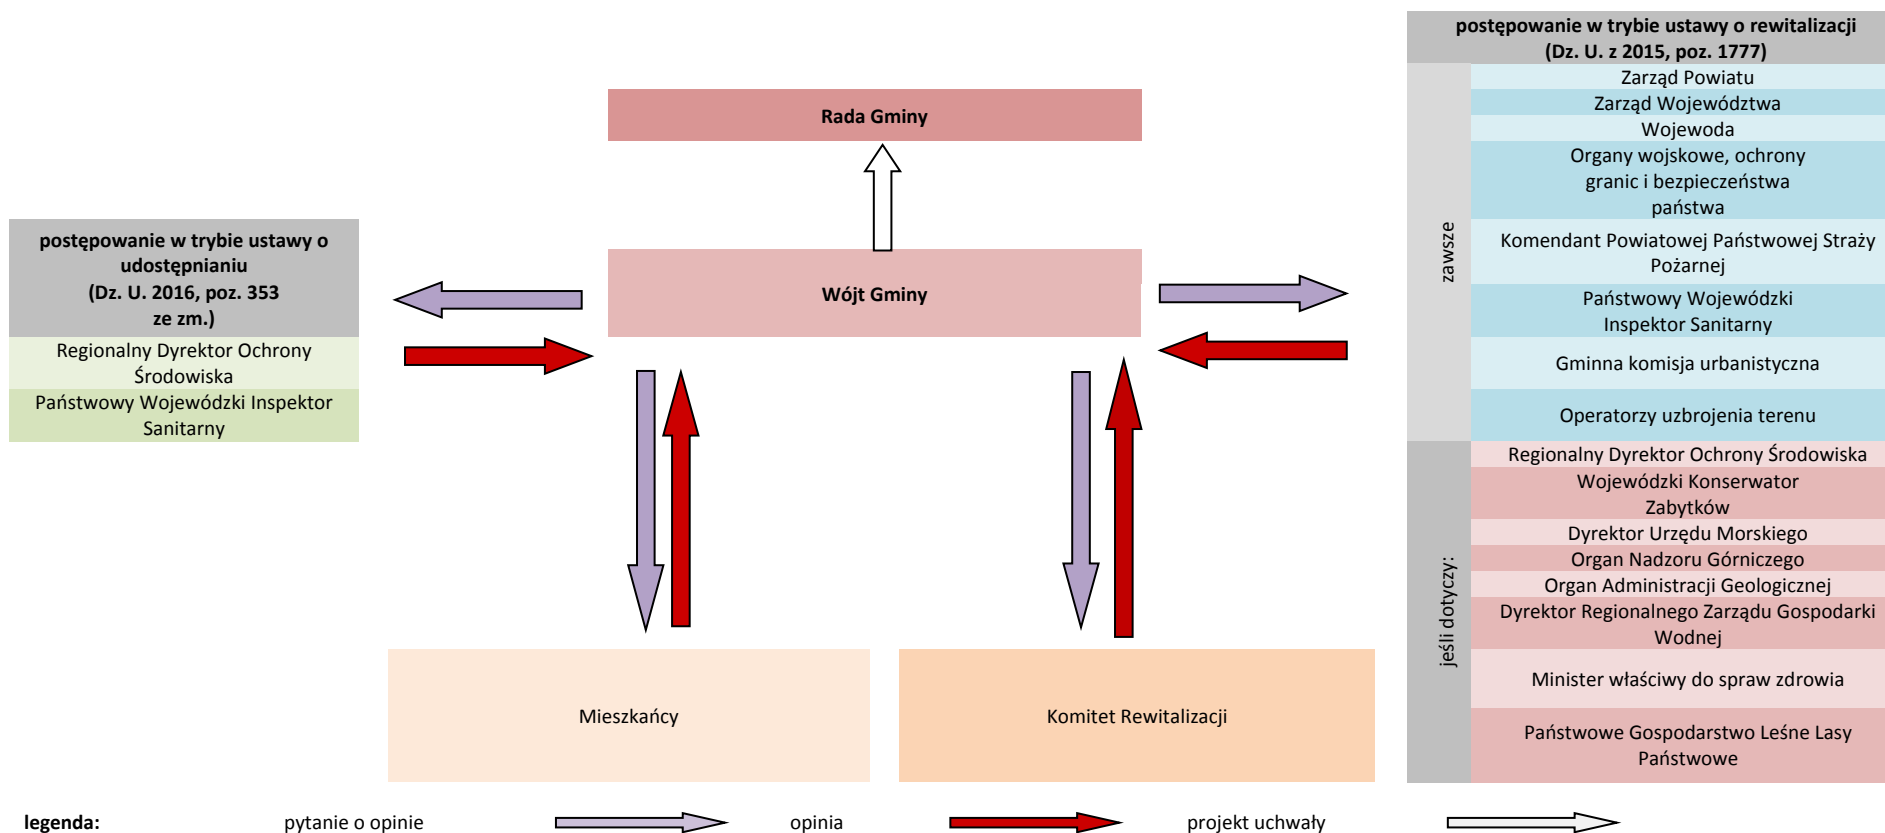 postępowanie w trybie ustawy o rewitalizacji
(Dz. U. z 2015, poz. 1777)
zawsze
Zarząd Powiatu
Zarząd Województwa
Wojewoda
Organy wojskowe, ochrony
granic i bezpieczeństwa
państwa
Komendant Powiatowej Państwowej Straży
Pożarnej
Państwowy Wojewódzki
Inspektor Sanitarny
Gminna komisja urbanistyczna
Operatorzy uzbrojenia terenu
jeśli dotyczy:
Regionalny Dyrektor Ochrony Środowiska
Wojewódzki Konserwator
Zabytków
Dyrektor Urzędu Morskiego
Organ Nadzoru Górniczego
Organ Administracji Geologicznej
Dyrektor Regionalnego Zarządu Gospodarki
Wodnej
Minister właściwy do spraw zdrowia
Państwowe Gospodarstwo Leśne Lasy
Państwowe
Rada Gminy
Wójt Gminy
postępowanie w trybie ustawy o
udostępnianiu
(Dz. U. 2016, poz. 353
ze zm.)
Regionalny Dyrektor Ochrony
Środowiska
Państwowy Wojewódzki Inspektor
Sanitarny
Mieszkańcy
Komitet Rewitalizacji
legenda:
pytanie o opinie
opinia
projekt uchwały